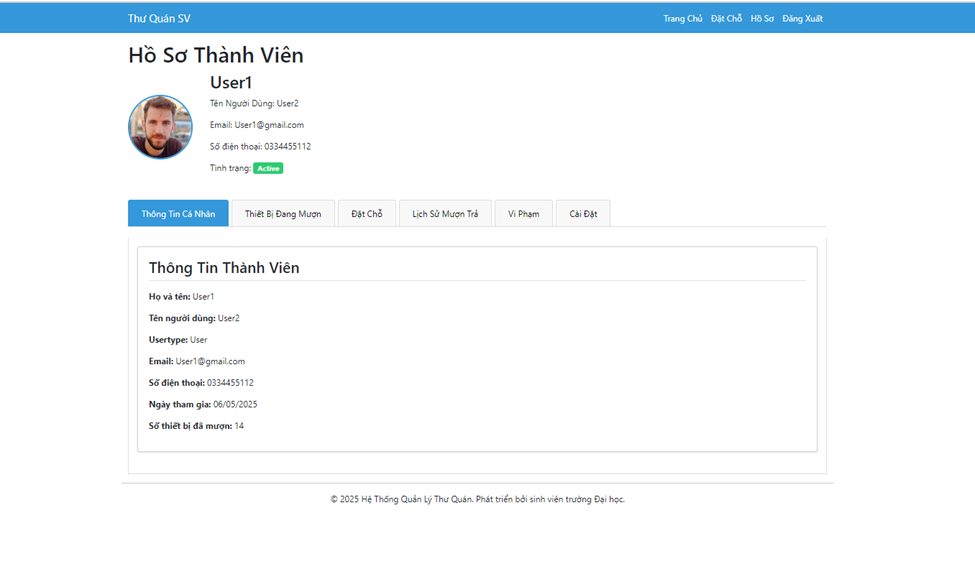 Thư Quán SV
Trang Chủ Đặt Chỗ Hồ Sơ Đăng Xuất
Hồ Sơ Thành Viên
User1
Tên Người Dùng: User2
Email: User1@gmail.com
Số điện thoại: 0334455112
Tình trạng: Active
Thông Tin Cá Nhân Thiết Bị Đang Mượn Đặt Chỗ Lịch Sử Mượn Trả Vi Phạm Cài Đặt
Thông Tin Thành Viên
Họ và tên: User1
Tên người dùng: User2
Usertype: User
Email: User1@gmail.com
Số điện thoại: 0334455112
Ngày tham gia: 06/05/2025
Số thiết bị đã mượn: 14
© 2025 Hệ Thống Quản Lý Thư Quán. Phát triển bởi sinh viên trường Đại học.